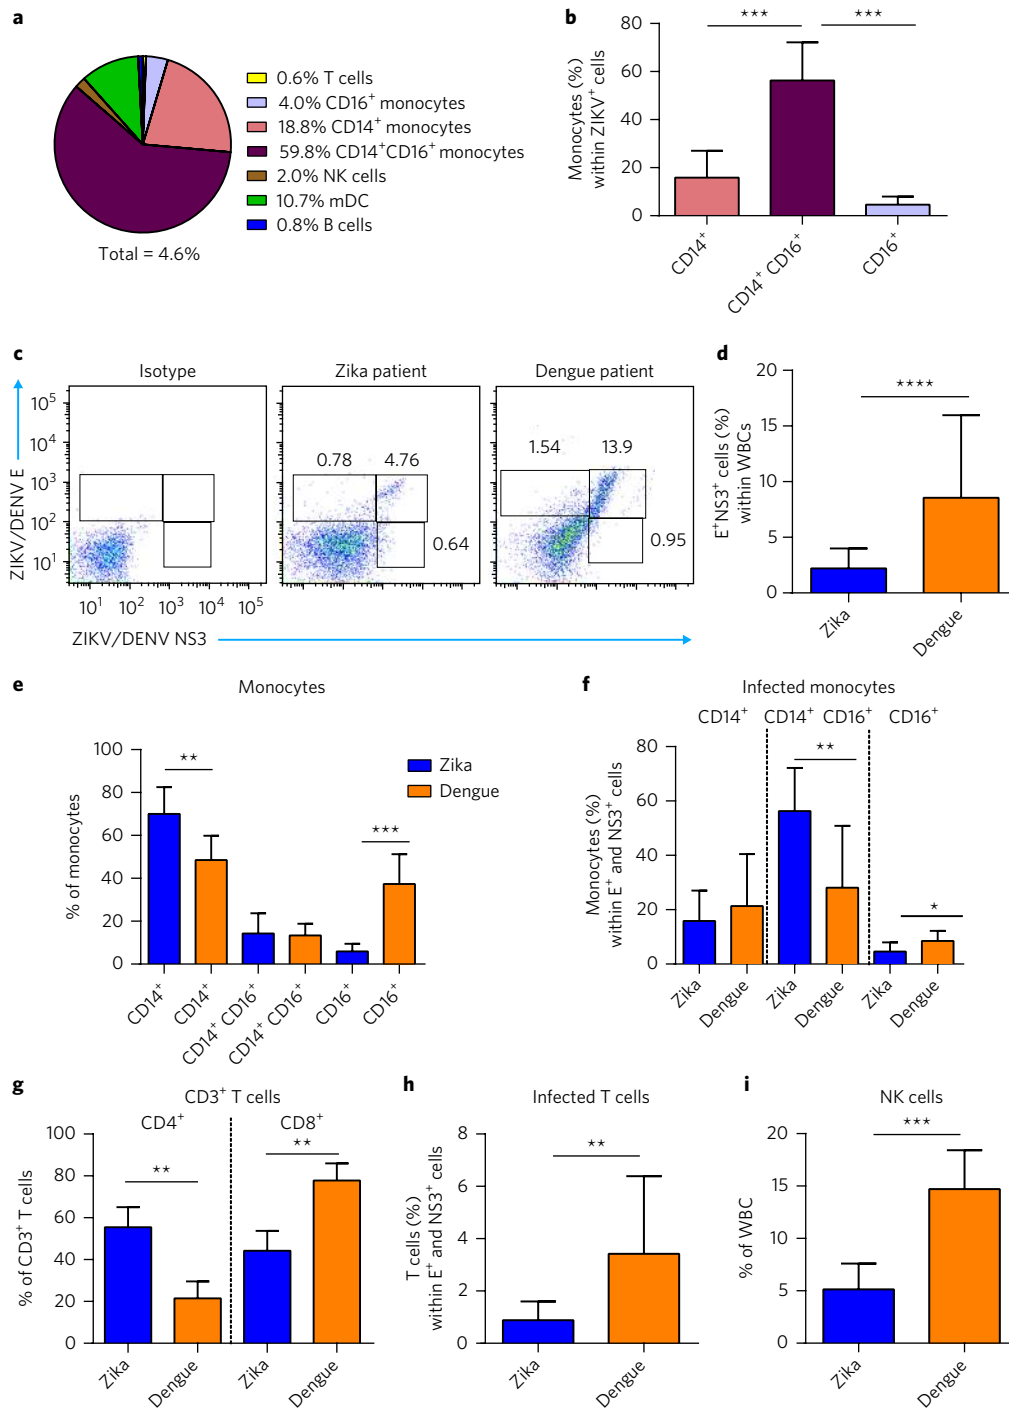 a
0.6% T cells
4.0% CD16⁺ monocytes
18.8% CD14⁺ monocytes
59.8% CD14⁺CD16⁺ monocytes
2.0% NK cells
10.7% mDC
0.8% B cells
Total = 4.6%
b
Monocytes (%)
within ZIKV⁺ cells
80
60
40
20
0
***
***
CD14⁺
CD14⁺ CD16⁺
CD16⁺
c
Isotype
Zika patient
Dengue patient
ZIKV/DENV E
10⁵
10⁴
10³
10²
10¹
0.78
4.76
0.64
1.54
13.9
0.95
10¹ 10² 10³ 10⁴ 10⁵
ZIKV/DENV NS3
d
E⁺NS3⁺ cells (%)
within WBCs
20
15
10
5
0
****
Zika
Dengue
e
Monocytes
% of monocytes
100
80
60
40
20
0
**
***
Zika
Dengue
CD14⁺
CD14⁺
CD14⁺ CD16⁺
CD14⁺ CD16⁺
CD16⁺
CD16⁺
f
Infected monocytes
CD14⁺
CD14⁺ CD16⁺
CD16⁺
Monocytes (%)
within E⁺ and NS3⁺ cells
80
60
40
20
0
**
*
Zika
Dengue
Zika
Dengue
Zika
Dengue
g
CD3⁺ T cells
CD4⁺
CD8⁺
% of CD3⁺ T cells
100
80
60
40
20
0
**
**
Zika
Dengue
Zika
Dengue
h
Infected T cells
T cells (%)
within E⁺ and NS3⁺ cells
8
6
4
2
0
**
Zika
Dengue
i
NK cells
% of WBC
20
15
10
5
0
***
Zika
Dengue